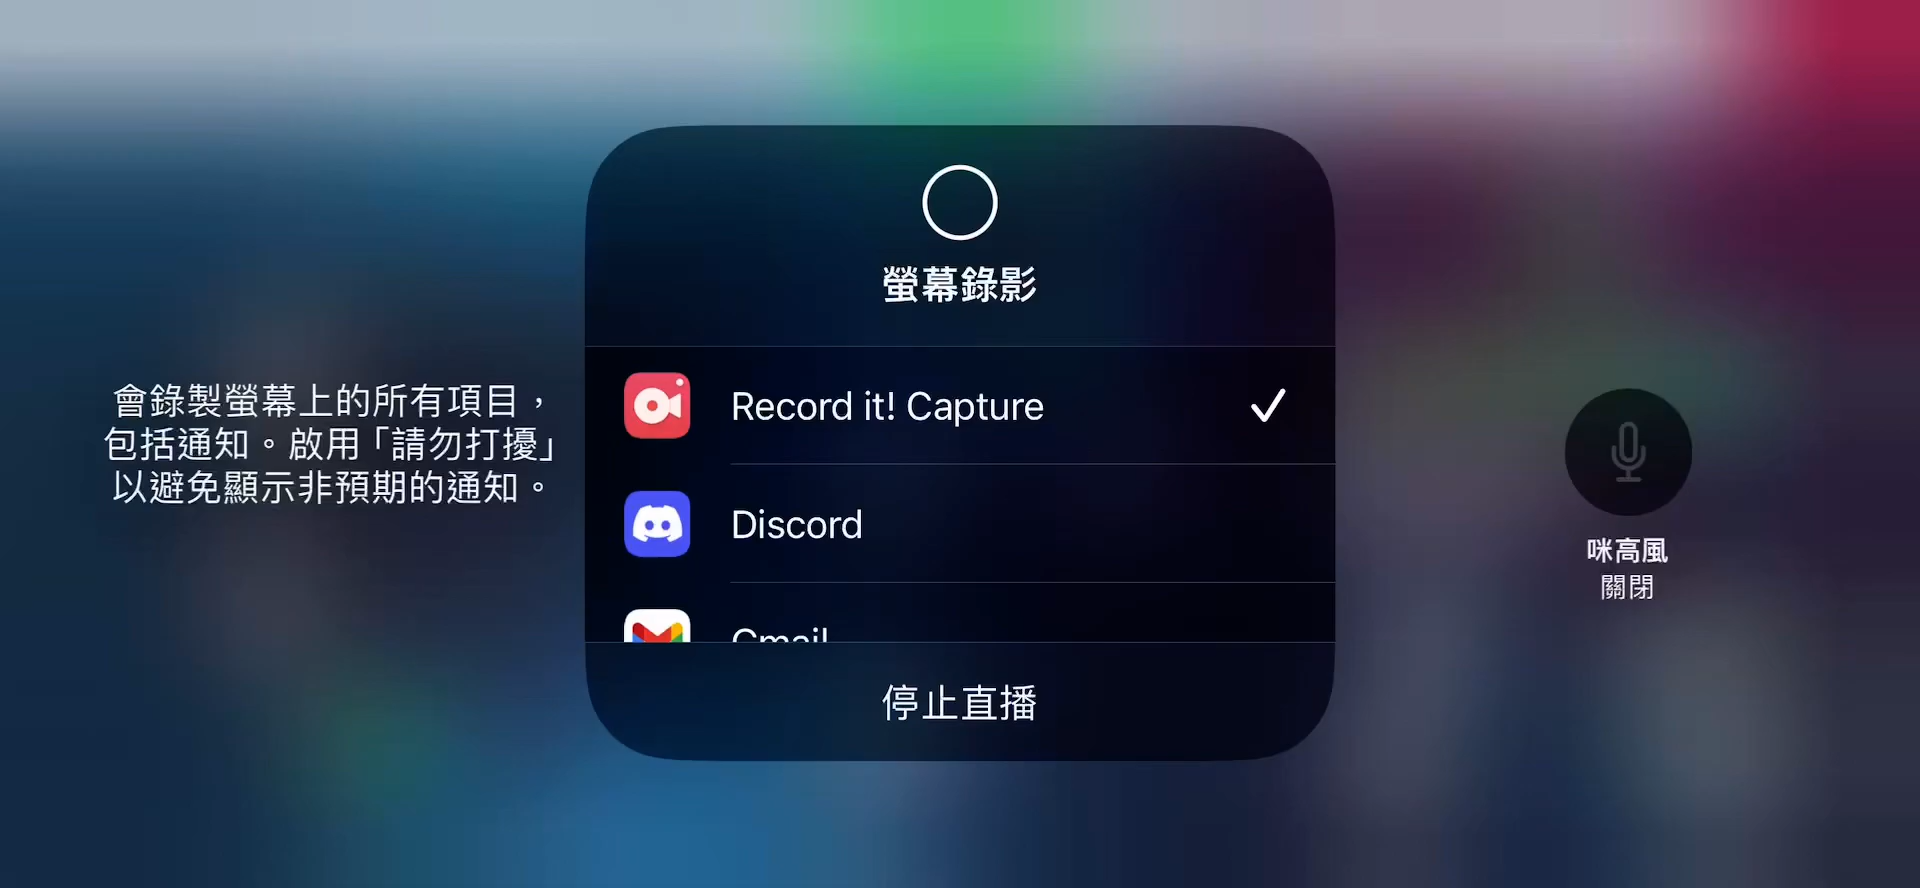 螢幕錄影
會錄製螢幕上的所有項目，
包括通知。啟用「請勿打擾」
以避免顯示非預期的通知。
Record it! Capture
Discord
Gmail
停止直播
咪高風
關閉